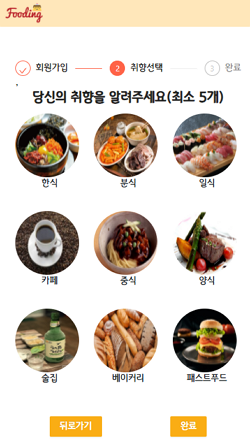 Fooding
회원가입
2 취향선택
3 완료
당신의 취향을 알려주세요(최소 5개)
한식 분식 일식
카페 중식 양식
술집 베이커리 패스트푸드
뒤로가기 완료